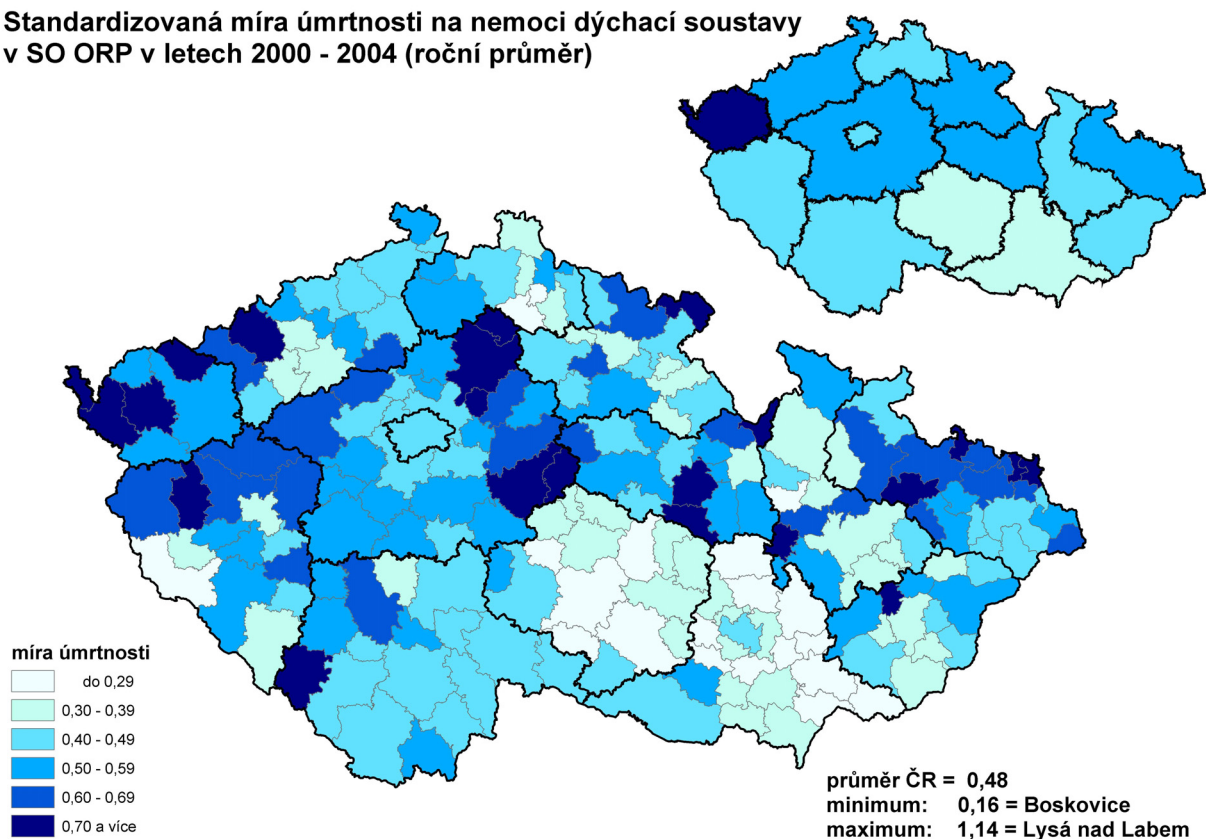 Standardizovaná míra úmrtnosti na nemoci dýchací soustavy
v SO ORP v letech 2000 - 2004 (roční průměr)
míra úmrtnosti
do 0,29
0,30 - 0,39
0,40 - 0,49
0,50 - 0,59
0,60 - 0,69
0,70 a více
průměr ČR = 0,48
minimum: 0,16 = Boskovice
maximum: 1,14 = Lysá nad Labem